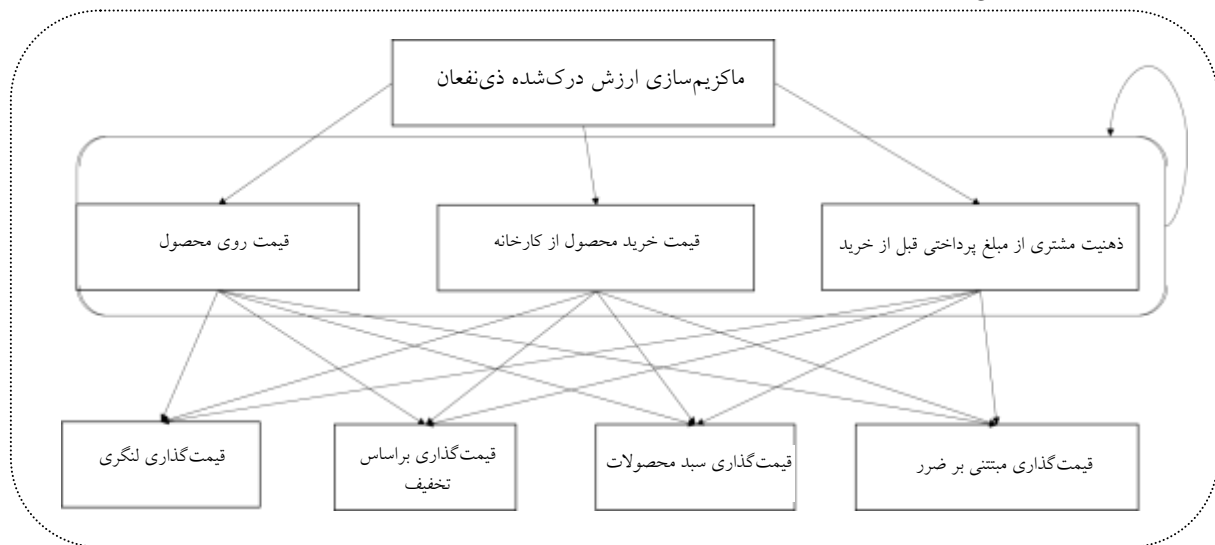 ماکزیم‌سازی ارزش درک‌شده ذی‌نفعان
ذهنیت مشتری از مبلغ پرداختی قبل از خرید
قیمت خرید محصول از کارخانه
قیمت روی محصول
قیمت‌گذاری مبتتنی بر ضرر
قیمت‌گذاری سبد محصولات
قیمت‌گذاری براساس
تخفیف
قیمت‌گذاری لنگری